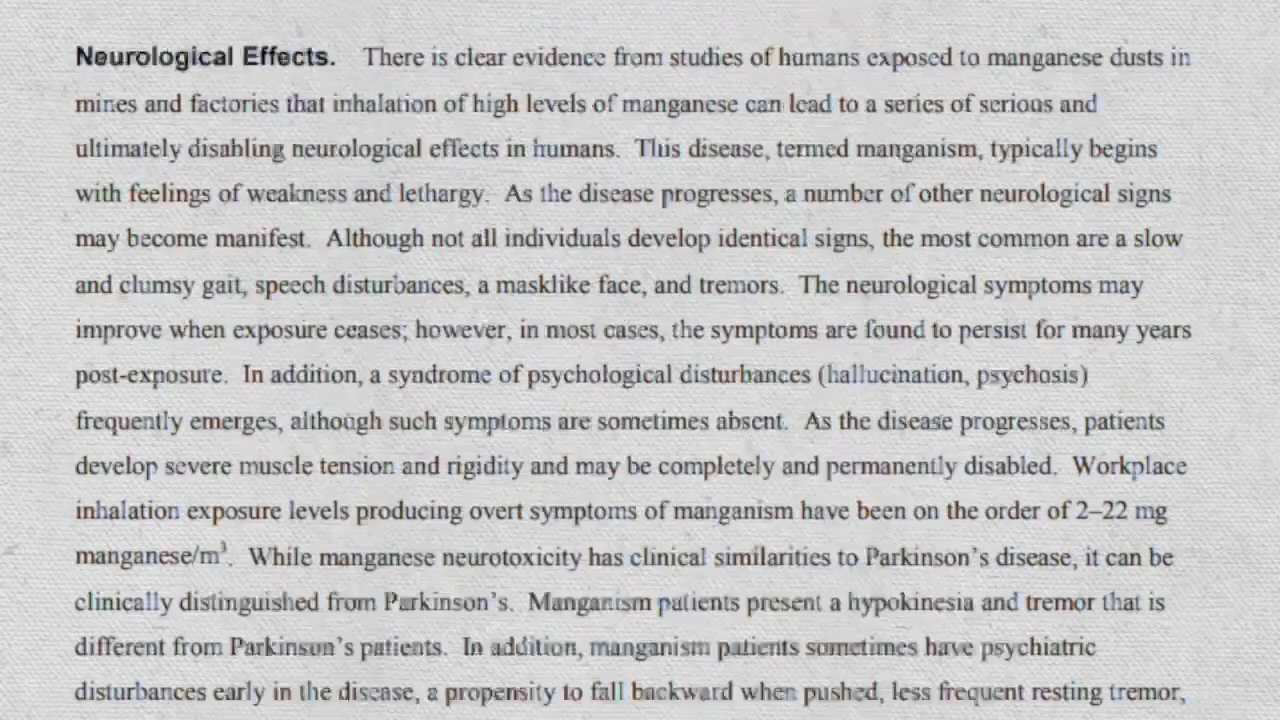 Neurological Effects. There is clear evidence from studies of humans exposed to manganese dusts in
mines and factories that inhalation of high levels of manganese can lead to a series of serious and
ultimately disabling neurological effects in humans. This disease, termed manganism, typically begins
with feelings of weakness and lethargy. As the disease progresses, a number of other neurological signs
may become manifest. Although not all individuals develop identical signs, the most common are a slow
and clumsy gait, speech disturbances, a masklike face, and tremors. The neurological symptoms may
improve when exposure ceases; however, in most cases, the symptoms are found to persist for many years
post-exposure. In addition, a syndrome of psychological disturbances (hallucination, psychosis)
frequently emerges, although such symptoms are sometimes absent. As the disease progresses, patients
develop severe muscle tension and rigidity and may be completely and permanently disabled. Workplace
inhalation exposure levels producing overt symptoms of manganism have been on the order of 2–22 mg
manganese/m³. While manganese neurotoxicity has clinical similarities to Parkinson's disease, it can be
clinically distinguished from Parkinson's. Manganism patients present a hypokinesia and tremor that is
different from Parkinson's patients. In addition, manganism patients sometimes have psychiatric
disturbances early in the disease, a propensity to fall backward when pushed, less frequent resting tremor,